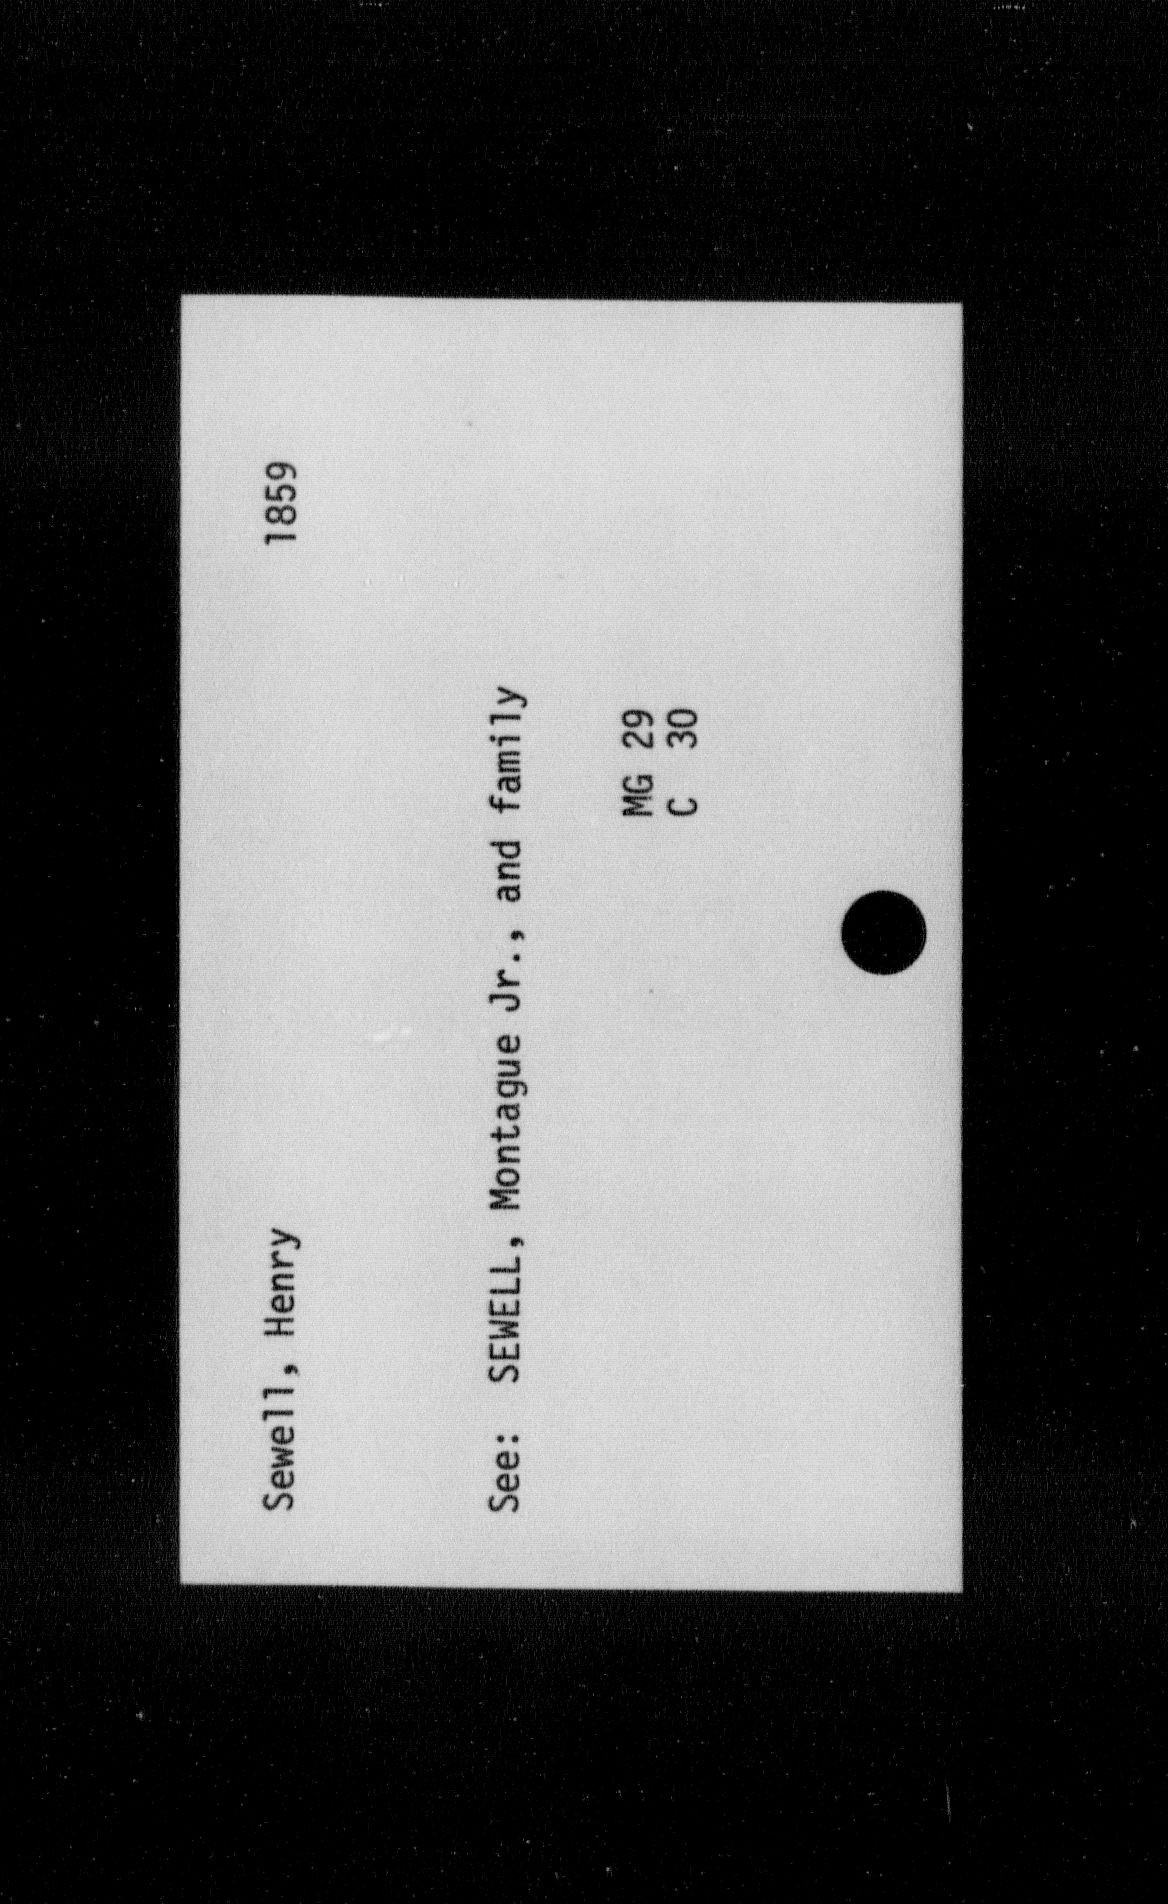 Sewell, Henry 1859
See: SEWELL, Montague Jr., and family
MG 29
C 30